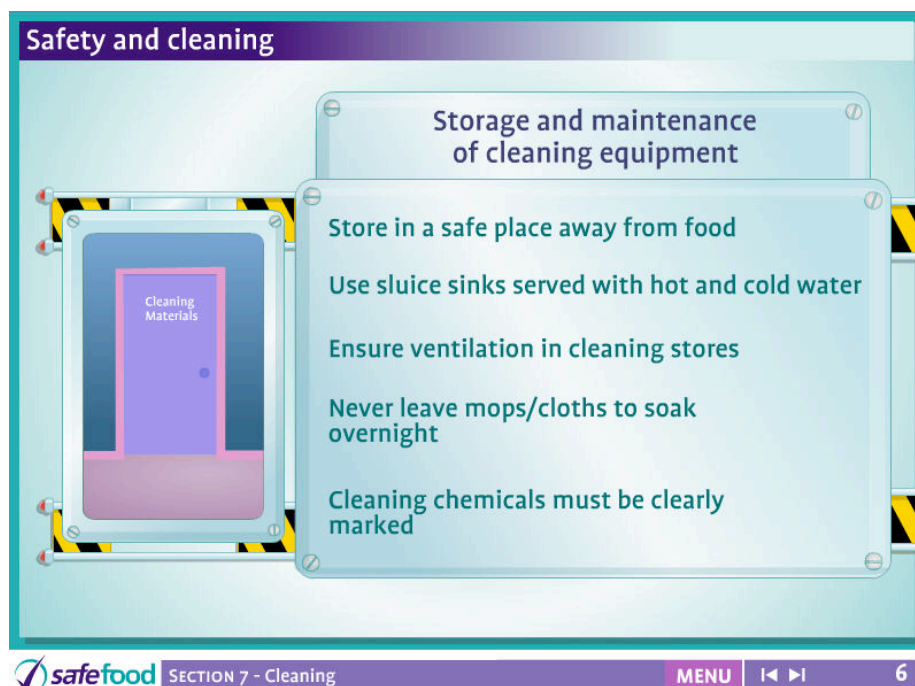 Safety and cleaning
Storage and maintenance
of cleaning equipment
Cleaning
Materials
Store in a safe place away from food
Use sluice sinks served with hot and cold water
Ensure ventilation in cleaning stores
Never leave mops/cloths to soak
overnight
Cleaning chemicals must be clearly
marked
safefood SECTION 7 - Cleaning MENU 6